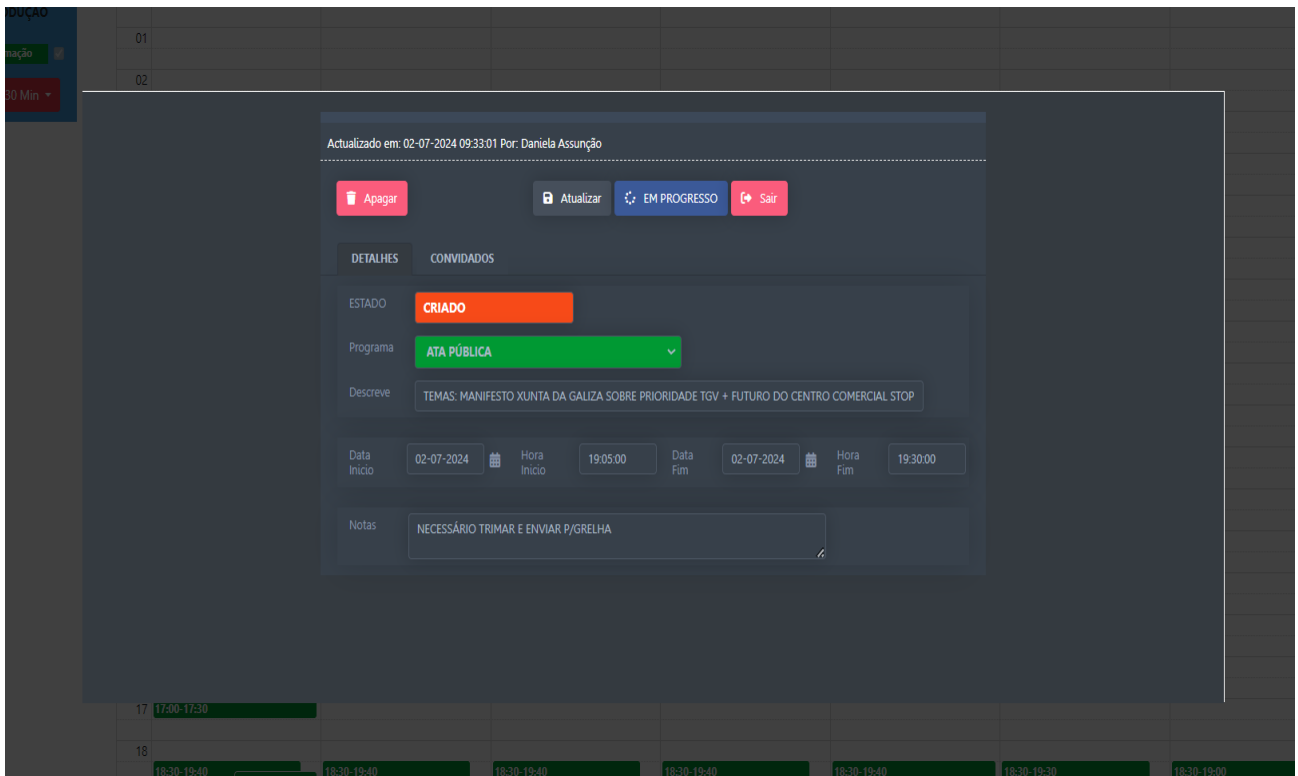 ODUÇÃO
01
mação
02
30 Min
Actualizado em: 02-07-2024 09:33:01 Por: Daniela Assunção
Apagar
Atualizar
EM PROGRESSO
Sair
DETALHES
CONVIDADOS
ESTADO
CRIADO
Programa
ATA PÚBLICA
Descreve
TEMAS: MANIFESTO XUNTA DA GALIZA SOBRE PRIORIDADE TGV + FUTURO DO CENTRO COMERCIAL STOP
Data Inicio
02-07-2024
Hora Inicio
19:05:00
Data Fim
02-07-2024
Hora Fim
19:30:00
Notas
NECESSÁRIO TRIMAR E ENVIAR P/GRELHA
17
17:00-17:30
18
18:30-19:40
18:30-19:40
18:30-19:40
18:30-19:40
18:30-19:40
18:30-19:30
18:30-19:00